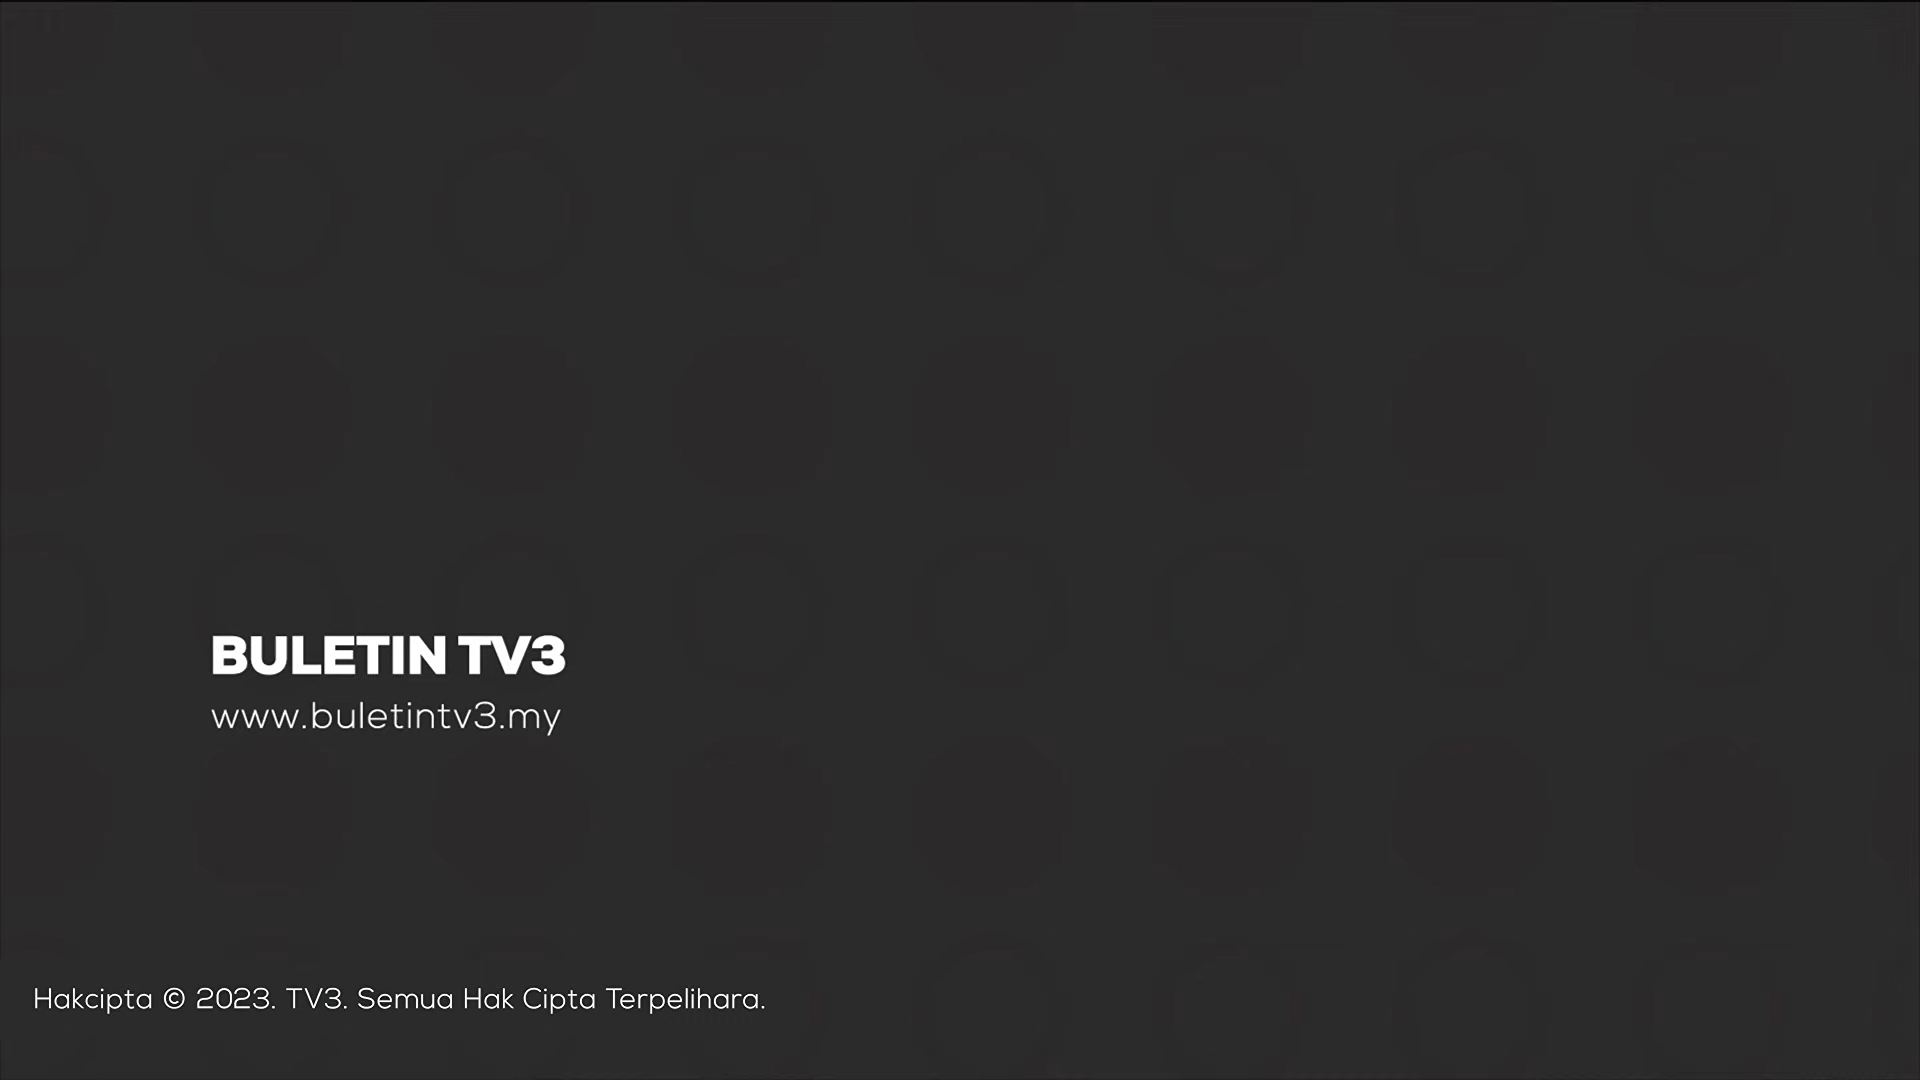 BULETIN TV3
www.buletintv3.my
Hakcipta © 2023. TV3. Semua Hak Cipta Terpelihara.